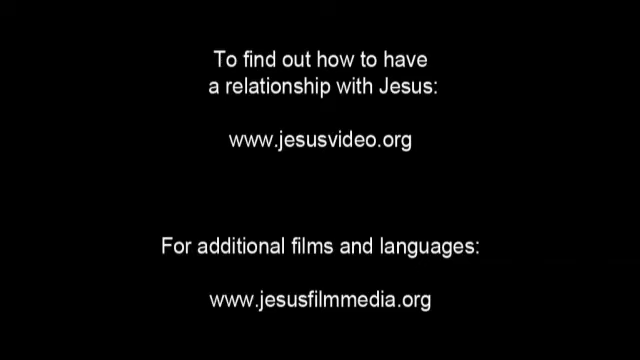 To find out how to have
a relationship with Jesus:
www.jesusvideo.org
For additional films and languages:
www.jesusfilmmedia.org